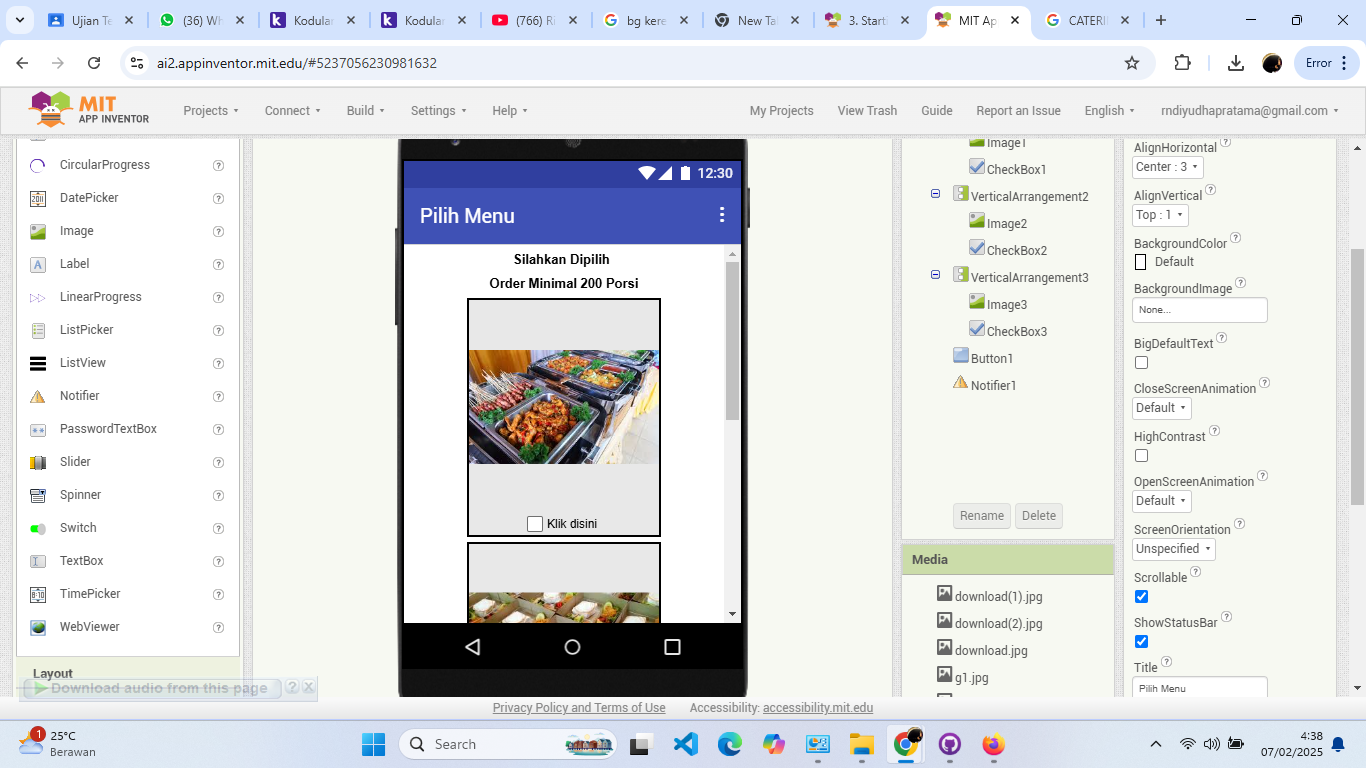 Ujian Te
(36) Wh
Kodular
Kodular
(766) Ri
bg kere
New Tal
3. Starti
MIT Ap
CATERI
ai2.appinventor.mit.edu/#5237056230981632
Error
MIT
APP INVENTOR
Projects
Connect
Build
Settings
Help
My Projects
View Trash
Guide
Report an Issue
English
rndiyudhapratama@gmail.com
CircularProgress
DatePicker
Image
Label
LinearProgress
ListPicker
ListView
Notifier
PasswordTextBox
Slider
Spinner
Switch
TextBox
TimePicker
WebViewer
Layout
Download audio from this page
12:30
Pilih Menu
Silahkan Dipilih
Order Minimal 200 Porsi
Klik disini
Image1
CheckBox1
VerticalArrangement2
Image2
CheckBox2
VerticalArrangement3
Image3
CheckBox3
Button1
Notifier1
Rename
Delete
Media
download(1).jpg
download(2).jpg
download.jpg
g1.jpg
AlignHorizontal
Center : 3
AlignVertical
Top : 1
BackgroundColor
Default
BackgroundImage
None...
BigDefaultText
CloseScreenAnimation
Default
HighContrast
OpenScreenAnimation
Default
ScreenOrientation
Unspecified
Scrollable
ShowStatusBar
Title
Pilih Menu
Privacy Policy and Terms of Use
Accessibility: accessibility.mit.edu
1
25°C
Berawan
Search
4:38
07/02/2025